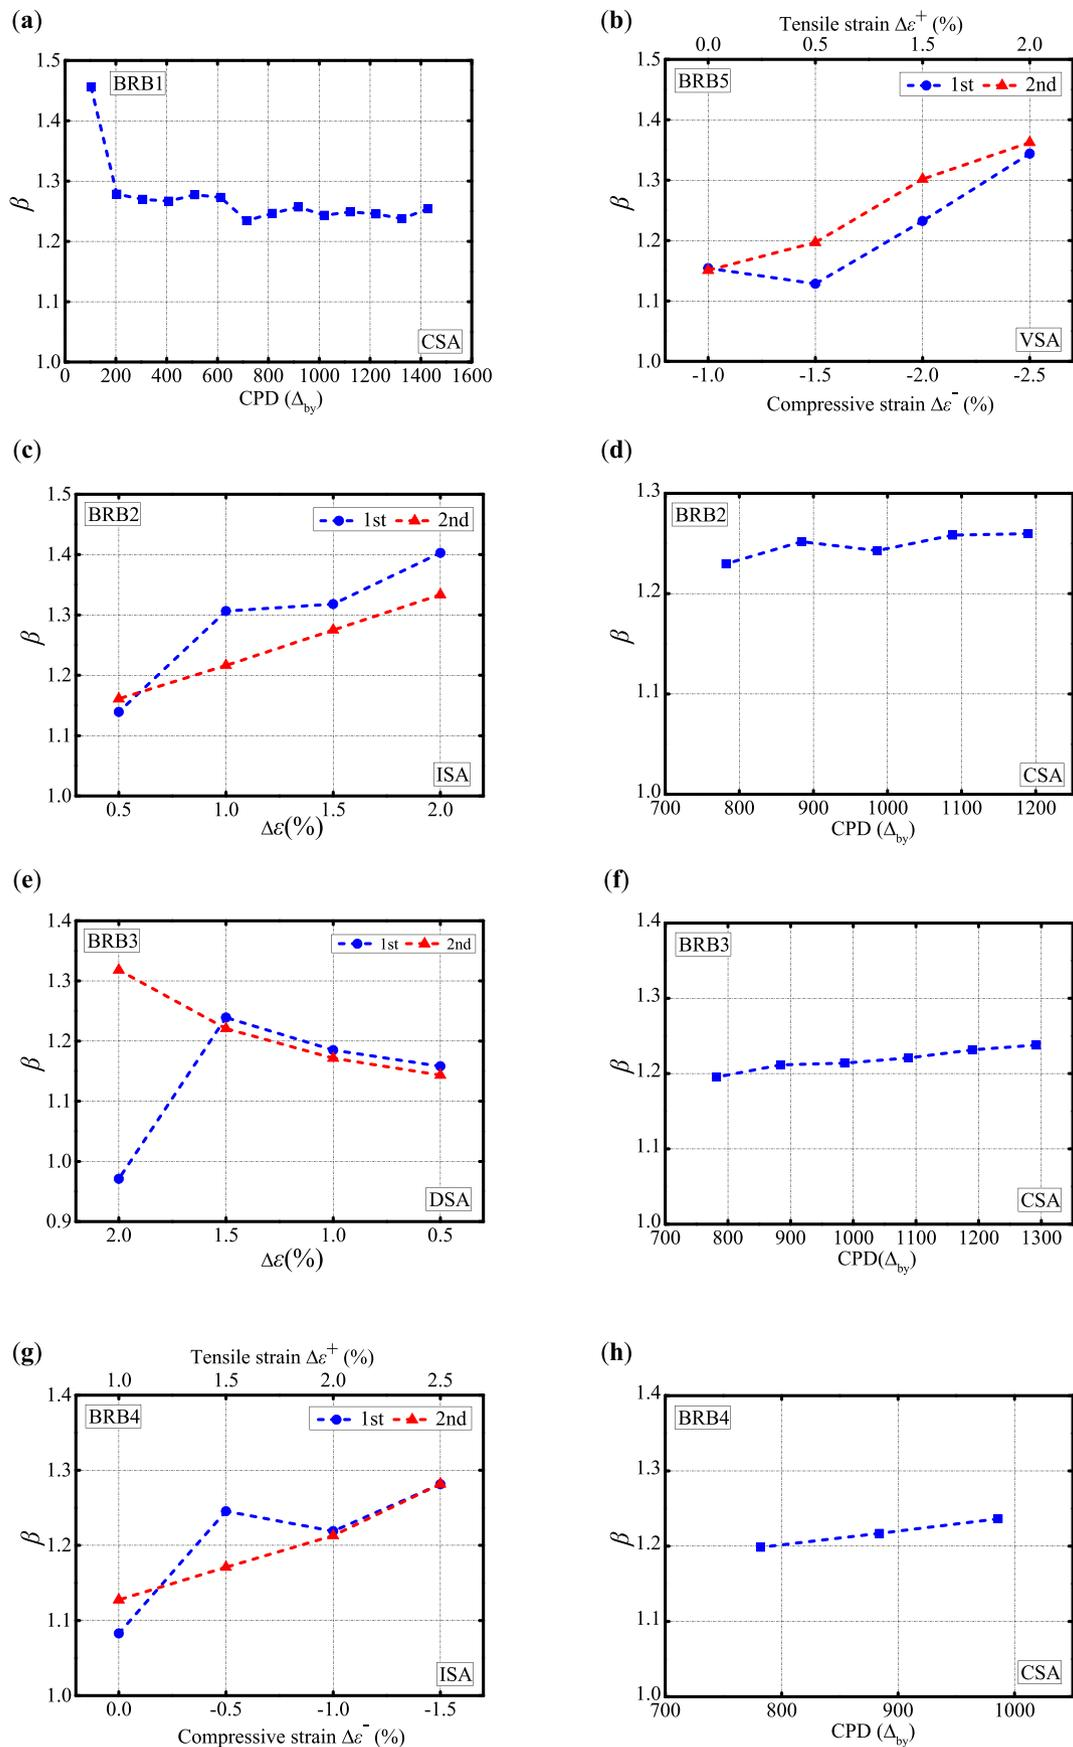 (a)
BRB1
β
1.5
1.4
1.3
1.2
1.1
1.0
CSA
0 200 400 600 800 1000 1200 1400 1600
CPD (Δby)
(b)
Tensile strain Δε+ (%)
0.0 0.5 1.5 2.0
BRB5
1st 2nd
β
1.5
1.4
1.3
1.2
1.1
1.0
VSA
-1.0 -1.5 -2.0 -2.5
Compressive strain Δε- (%)
(c)
BRB2
1st 2nd
β
1.5
1.4
1.3
1.2
1.1
1.0
ISA
0.5 1.0 1.5 2.0
Δε(%)
(d)
BRB2
β
1.3
1.2
1.1
1.0
CSA
700 800 900 1000 1100 1200
CPD (Δby)
(e)
BRB3
1st 2nd
β
1.4
1.3
1.2
1.1
1.0
0.9
DSA
2.0 1.5 1.0 0.5
Δε(%)
(f)
BRB3
β
1.4
1.3
1.2
1.1
1.0
CSA
700 800 900 1000 1100 1200 1300
CPD(Δby)
(g)
Tensile strain Δε+ (%)
1.0 1.5 2.0 2.5
BRB4
1st 2nd
β
1.4
1.3
1.2
1.1
1.0
ISA
0.0 -0.5 -1.0 -1.5
Compressive strain Δε- (%)
(h)
BRB4
β
1.4
1.3
1.2
1.1
1.0
CSA
700 800 900 1000
CPD (Δby)